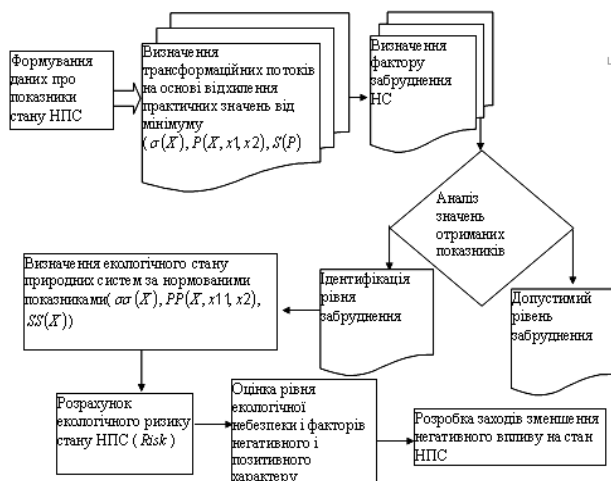 Формування
даних про
показники
стану НПС
Визначення
трансформаційних потоків
на основі відхилення
практичних значень від
мінімуму
( σ(X), P(X, x1, x2), S(P)
Визначення
фактору
забруднення
НС
Аналіз
значень
отриманих
показників
Визначення екологічного стану
природних систем за нормованими
показниками( σσ(X), PP(X, x11, x2),
SS(X))
Ідентифікація
рівня
забруднення
Допустимий
рівень
забруднення
Розрахунок
екологічного ризику
стану НПС ( Risk )
Оцінка рівня
екологічної
небезпеки і факторів
негативного і
позитивного
характеру
Розробка заходів зменшення
негативного впливу на стан
НПС